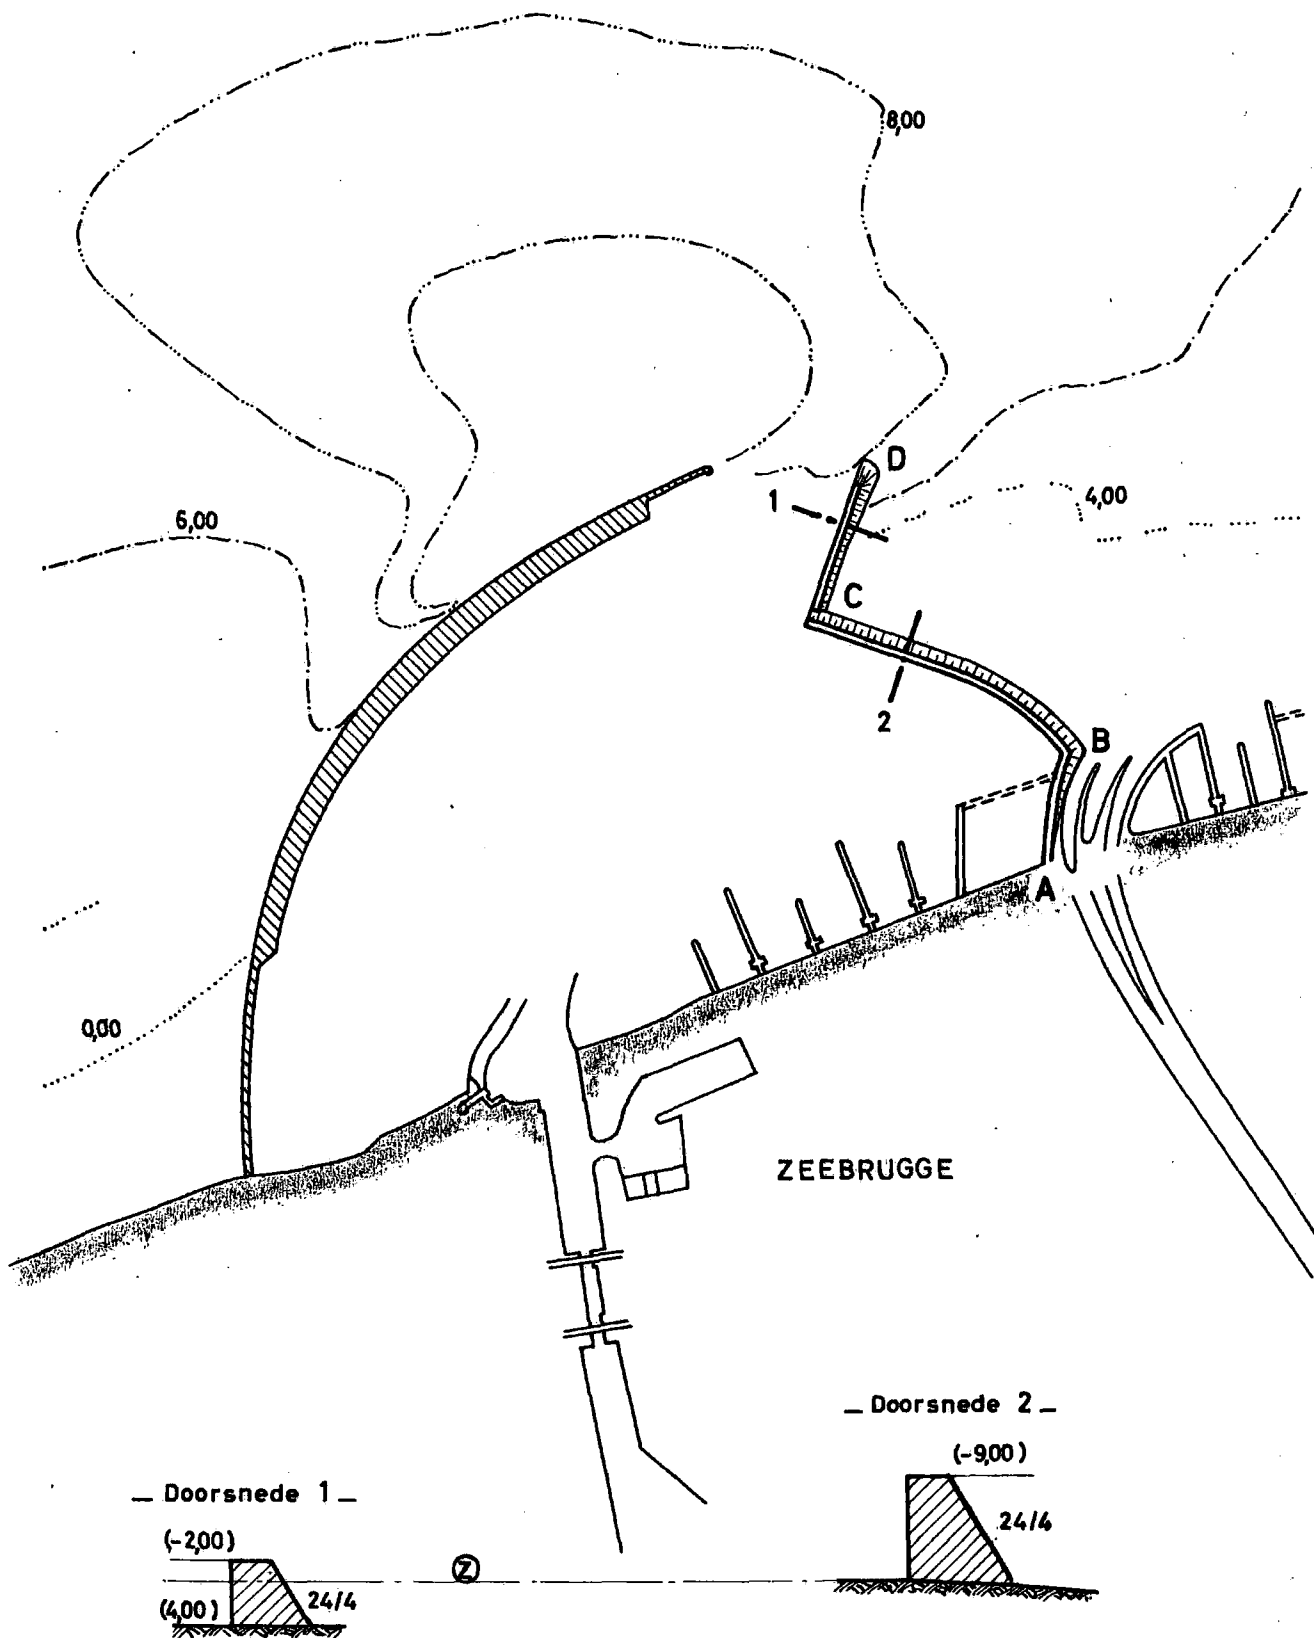 8,00
D
1
4,00
6,00
C
2
B
A
0,00
ZEEBRUGGE
— Doorsnede 2 —
(-9,00)
24/4
— Doorsnede 1 —
(-2,00)
Z
(4,00)
24/4